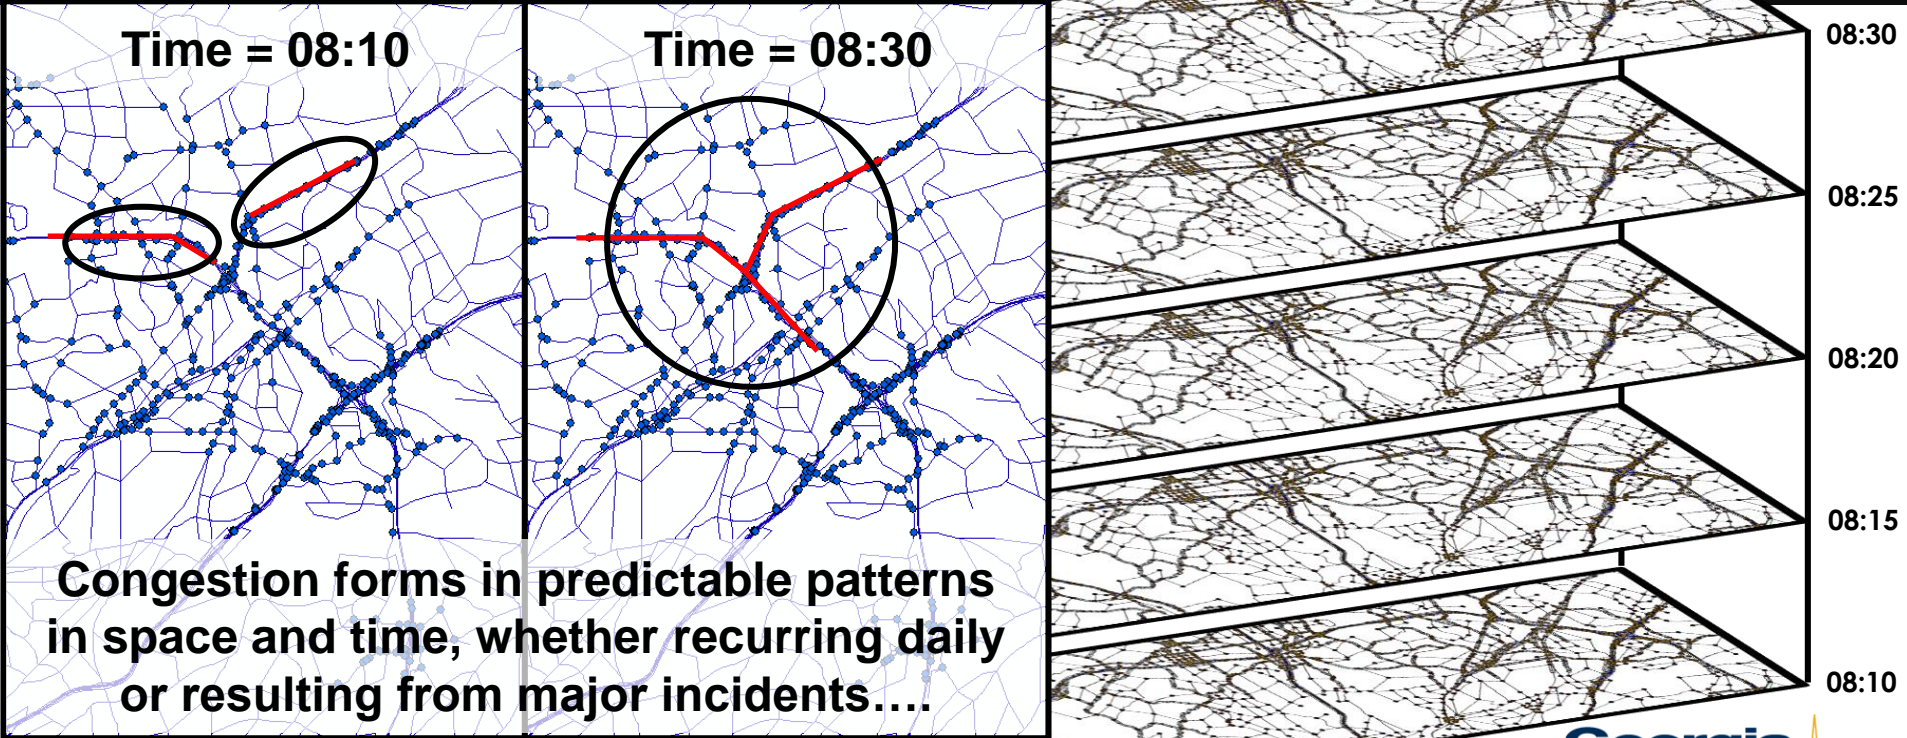 Time = 08:10
Time = 08:30
Congestion forms in predictable patterns
in space and time, whether recurring daily
or resulting from major incidents....
08:30
08:25
08:20
08:15
08:10
Georgia